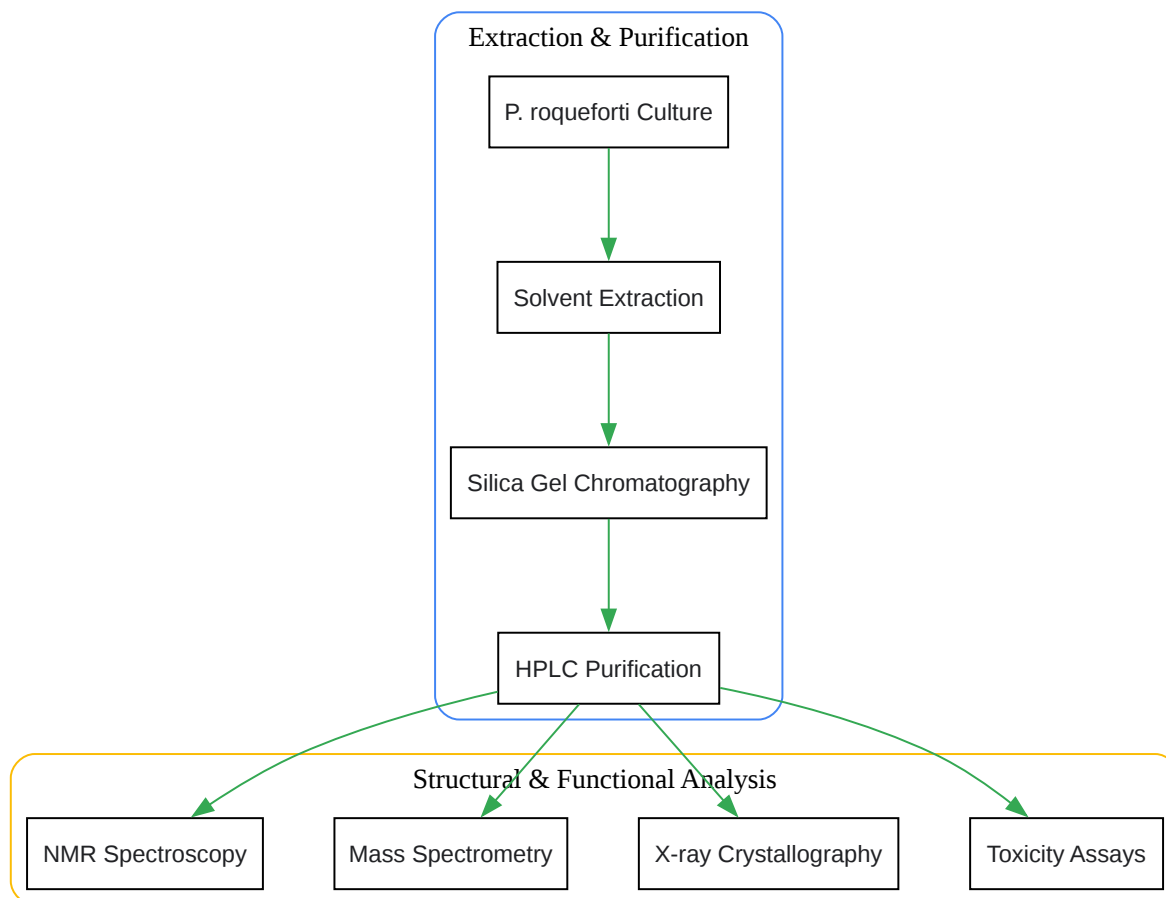 Extraction & Purification
P. roqueforti Culture
Solvent Extraction
Silica Gel Chromatography
HPLC Purification
Structural & Functional Analysis
NMR Spectroscopy
Mass Spectrometry
X-ray Crystallography
Toxicity Assays